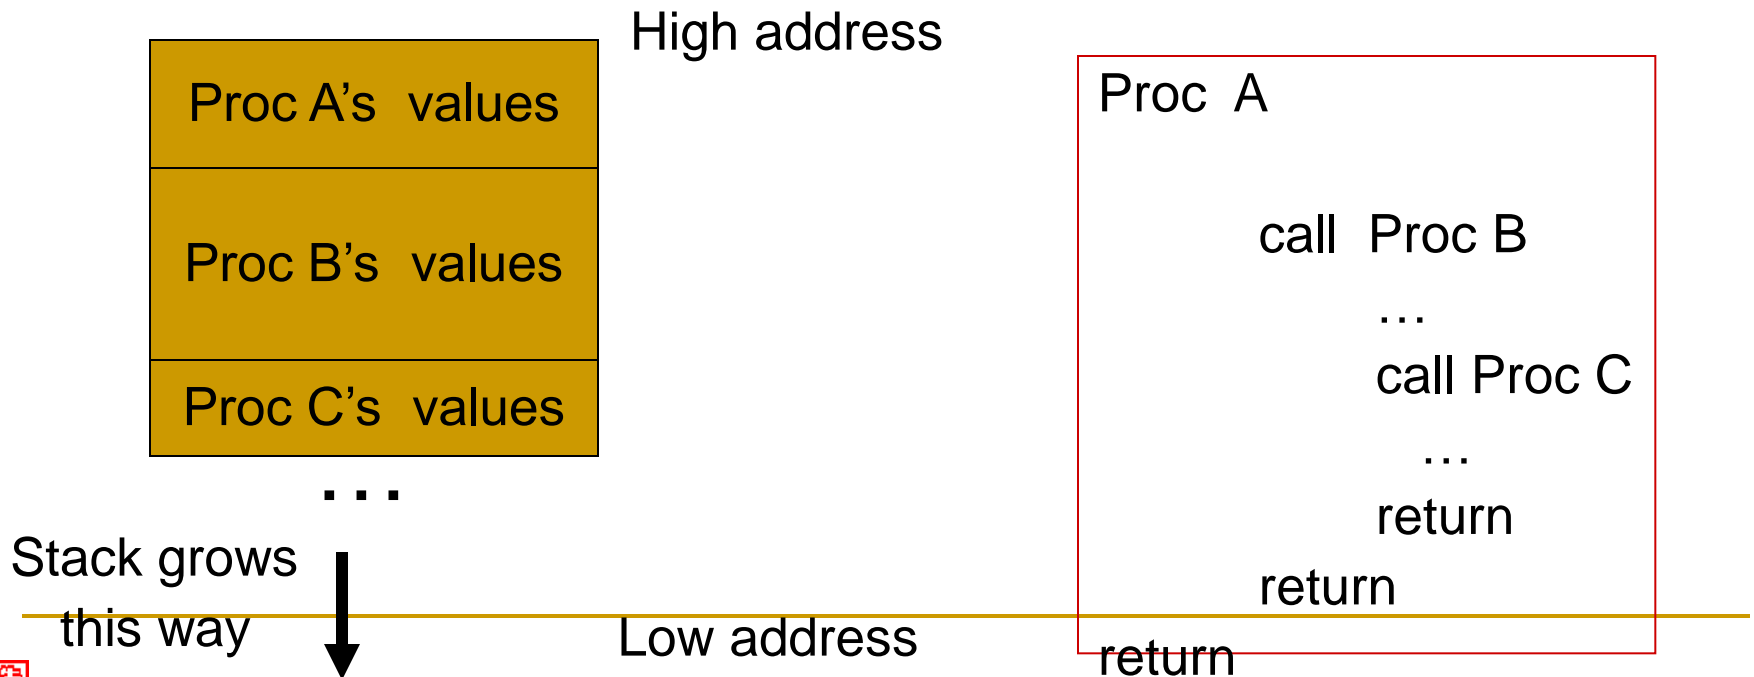 High address
Proc A's values
Proc B's values
Proc C's values
...
Stack grows
this way
Low address
Proc A
call Proc B
...
call Proc C
...
return
return
return